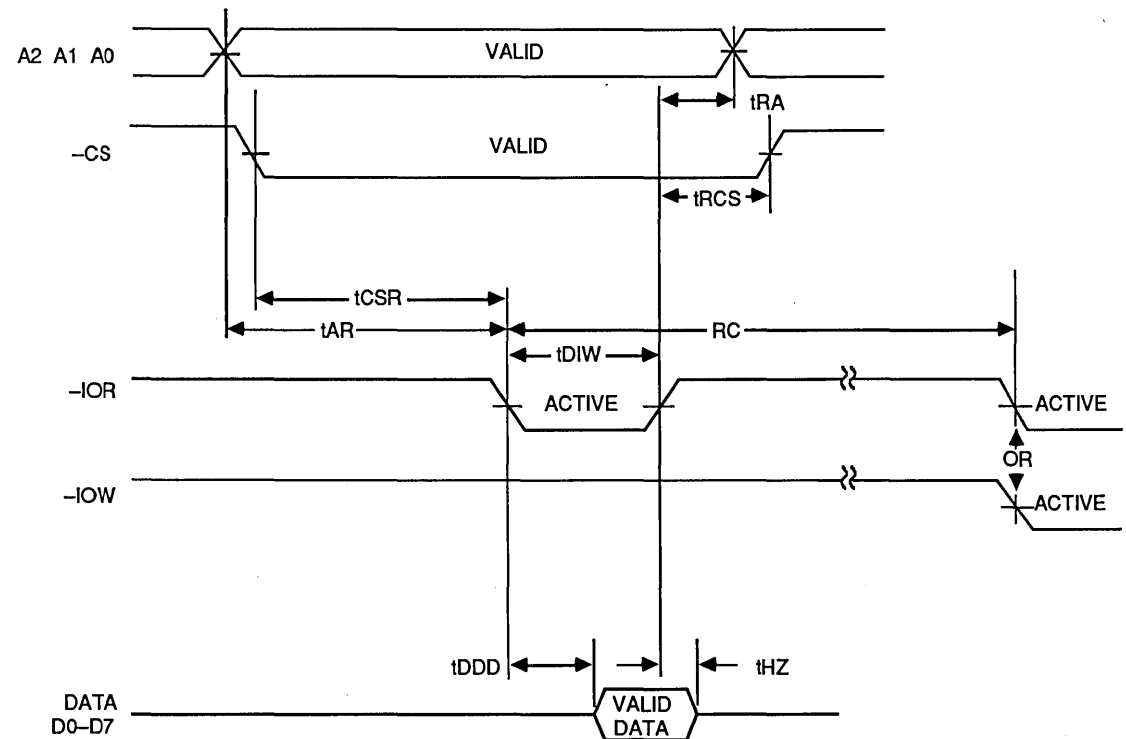 A2 A1 A0
VALID
tRA
–CS
VALID
tRCS
tCSR
tAR
RC
tDIW
–IOR
ACTIVE
ACTIVE
OR
–IOW
ACTIVE
tDDD
tHZ
DATA
D0–D7
VALID
DATA